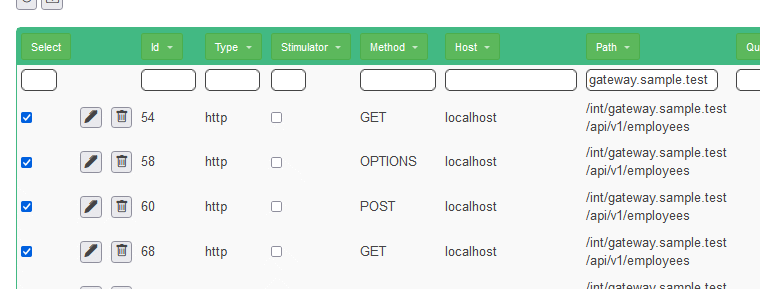 Select Id Type Stimulator Method Host Path Qu
gateway.sample.test
54 http GET localhost /int/gateway.sample.test
/api/v1/employees
58 http OPTIONS localhost /int/gateway.sample.test
/api/v1/employees
60 http POST localhost /int/gateway.sample.test
/api/v1/employees
68 http GET localhost /int/gateway.sample.test
/api/v1/employees
/int/gateway.sample.test